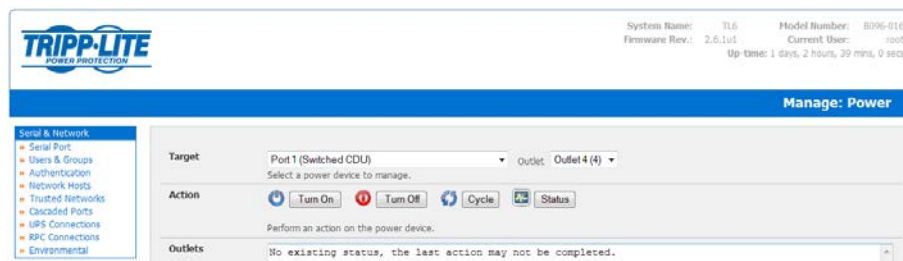 TRIPP·LITE
POWER PROTECTION
System Name: TL6 Model Number: B096-016
Firmware Rev.: 2.6.1u1 Current User: root
Up-time: 1 days, 2 hours, 39 mins, 0 secs
Manage: Power
Serial & Network
Serial Port
Users & Groups
Authentication
Network Hosts
Trusted Networks
Cascaded Ports
UPS Connections
RPC Connections
Environmental
Target
Port 1 (Switched CDU) Outlet Outlet 4 (4)
Select a power device to manage.
Action
Turn On Turn Off Cycle Status
Perform an action on the power device.
Outlets
No existing status, the last action may not be completed.